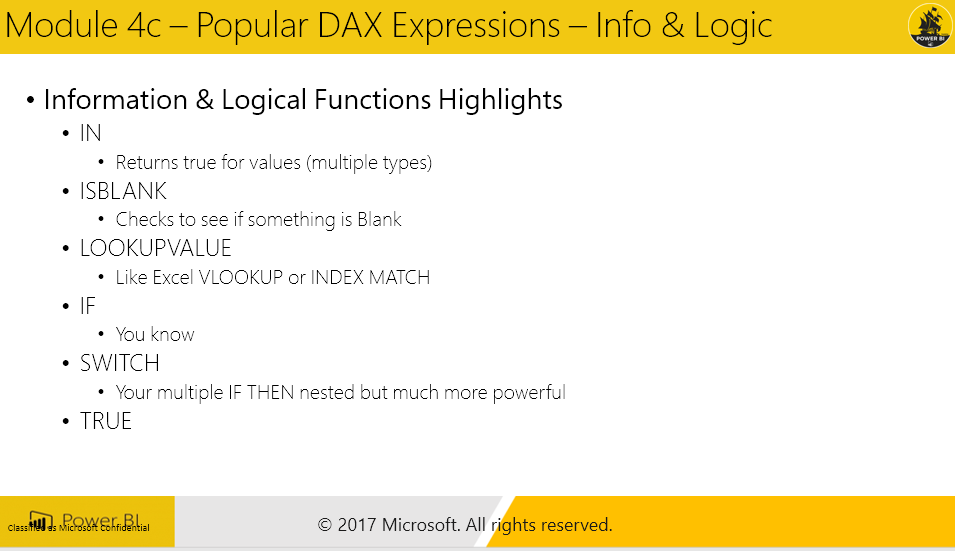 Module 4c – Popular DAX Expressions – Info & Logic
POWER BI
• Information & Logical Functions Highlights
• IN
• Returns true for values (multiple types)
• ISBLANK
• Checks to see if something is Blank
• LOOKUPVALUE
• Like Excel VLOOKUP or INDEX MATCH
• IF
• You know
• SWITCH
• Your multiple IF THEN nested but much more powerful
• TRUE
Power BI
Classified as Microsoft Confidential
© 2017 Microsoft. All rights reserved.